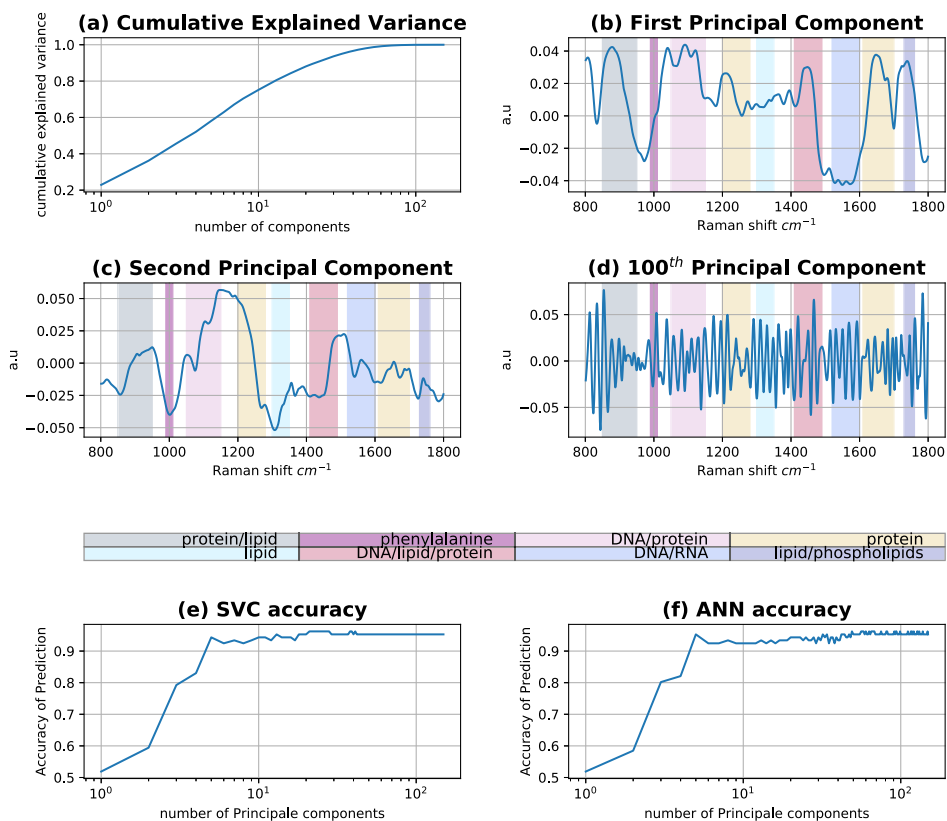 (a) Cumulative Explained Variance
cumulative explained variance
1.0
0.8
0.6
0.4
0.2
10^0 10^1 10^2
number of components
(b) First Principal Component
a.u
0.04
0.02
0.00
−0.02
−0.04
800 1000 1200 1400 1600 1800
Raman shift cm^−1
(c) Second Principal Component
a.u
0.050
0.025
0.000
−0.025
−0.050
800 1000 1200 1400 1600 1800
Raman shift cm^−1
(d) 100^th Principal Component
a.u
0.05
0.00
−0.05
800 1000 1200 1400 1600 1800
Raman shift cm^−1
protein/lipid phenylalanine DNA/protein protein
lipid DNA/lipid/protein DNA/RNA lipid/phospholipids
(e) SVC accuracy
Accuracy of Prediction
0.9
0.8
0.7
0.6
0.5
10^0 10^1 10^2
number of Principale components
(f) ANN accuracy
Accuracy of Prediction
0.9
0.8
0.7
0.6
0.5
10^0 10^1 10^2
number of Principale components